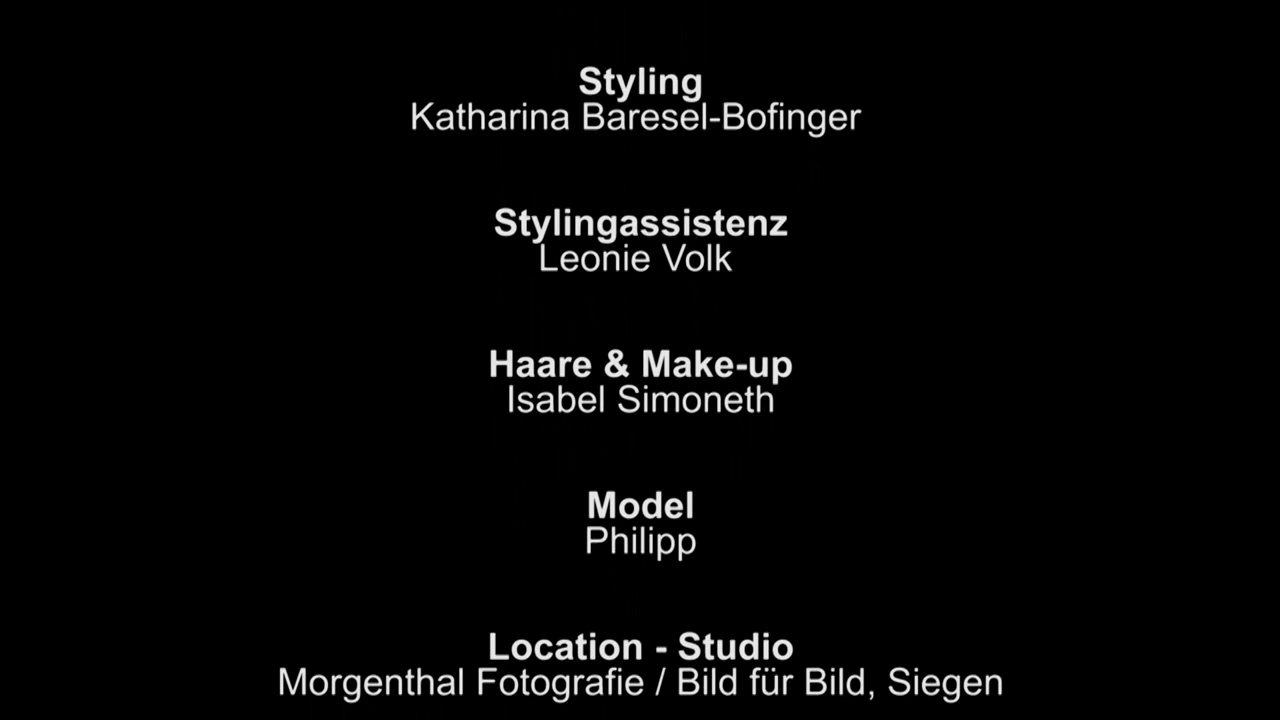 Styling
Katharina Baresel-Bofinger
Stylingassistenz
Leonie Volk
Haare & Make-up
Isabel Simoneth
Model
Philipp
Location - Studio
Morgenthal Fotografie / Bild für Bild, Siegen